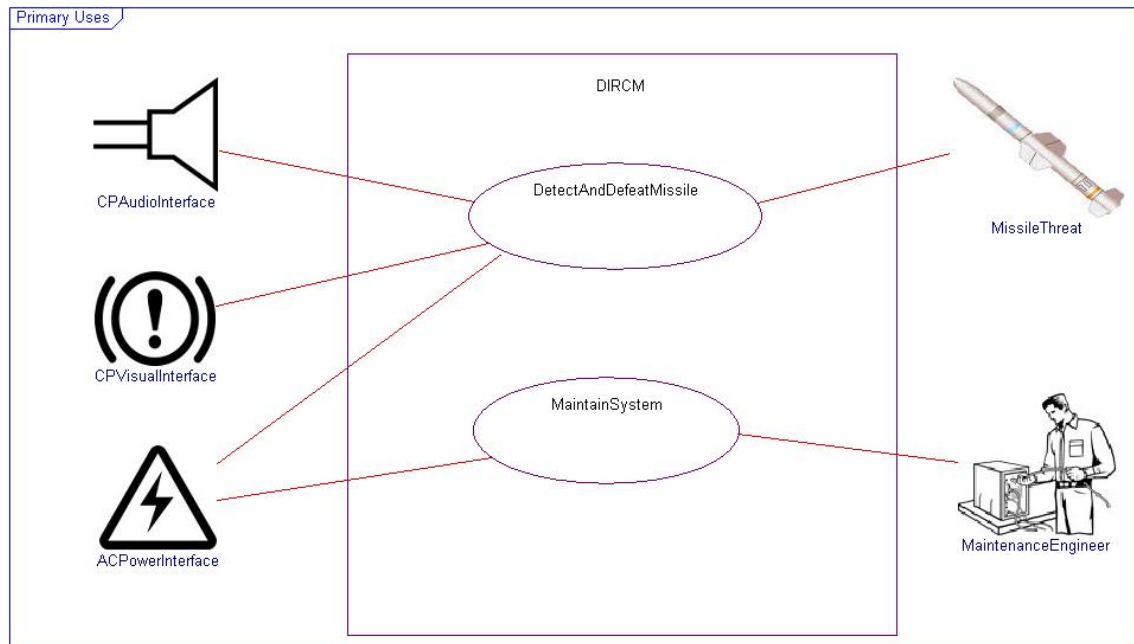 Primary Uses
DIRCM
CPAudioInterface
DetectAndDefeatMissile
MissileThreat
CPVisualInterface
MaintainSystem
ACPowerInterface
MaintenanceEngineer